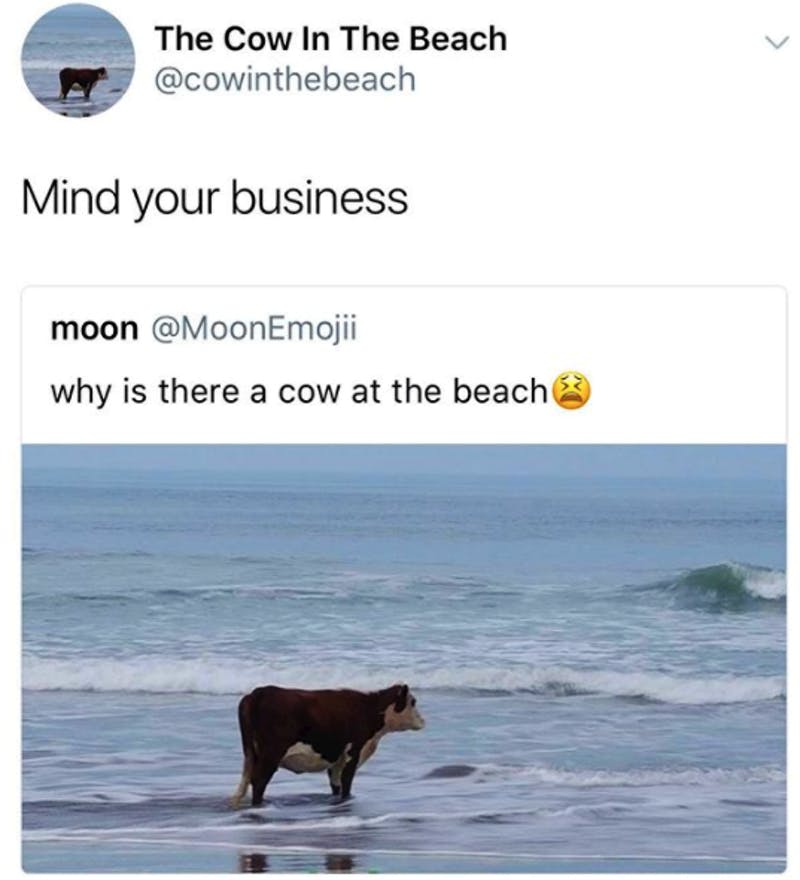 The Cow In The Beach
@cowinthebeach
Mind your business
moon @MoonEmojii
why is there a cow at the beach😫